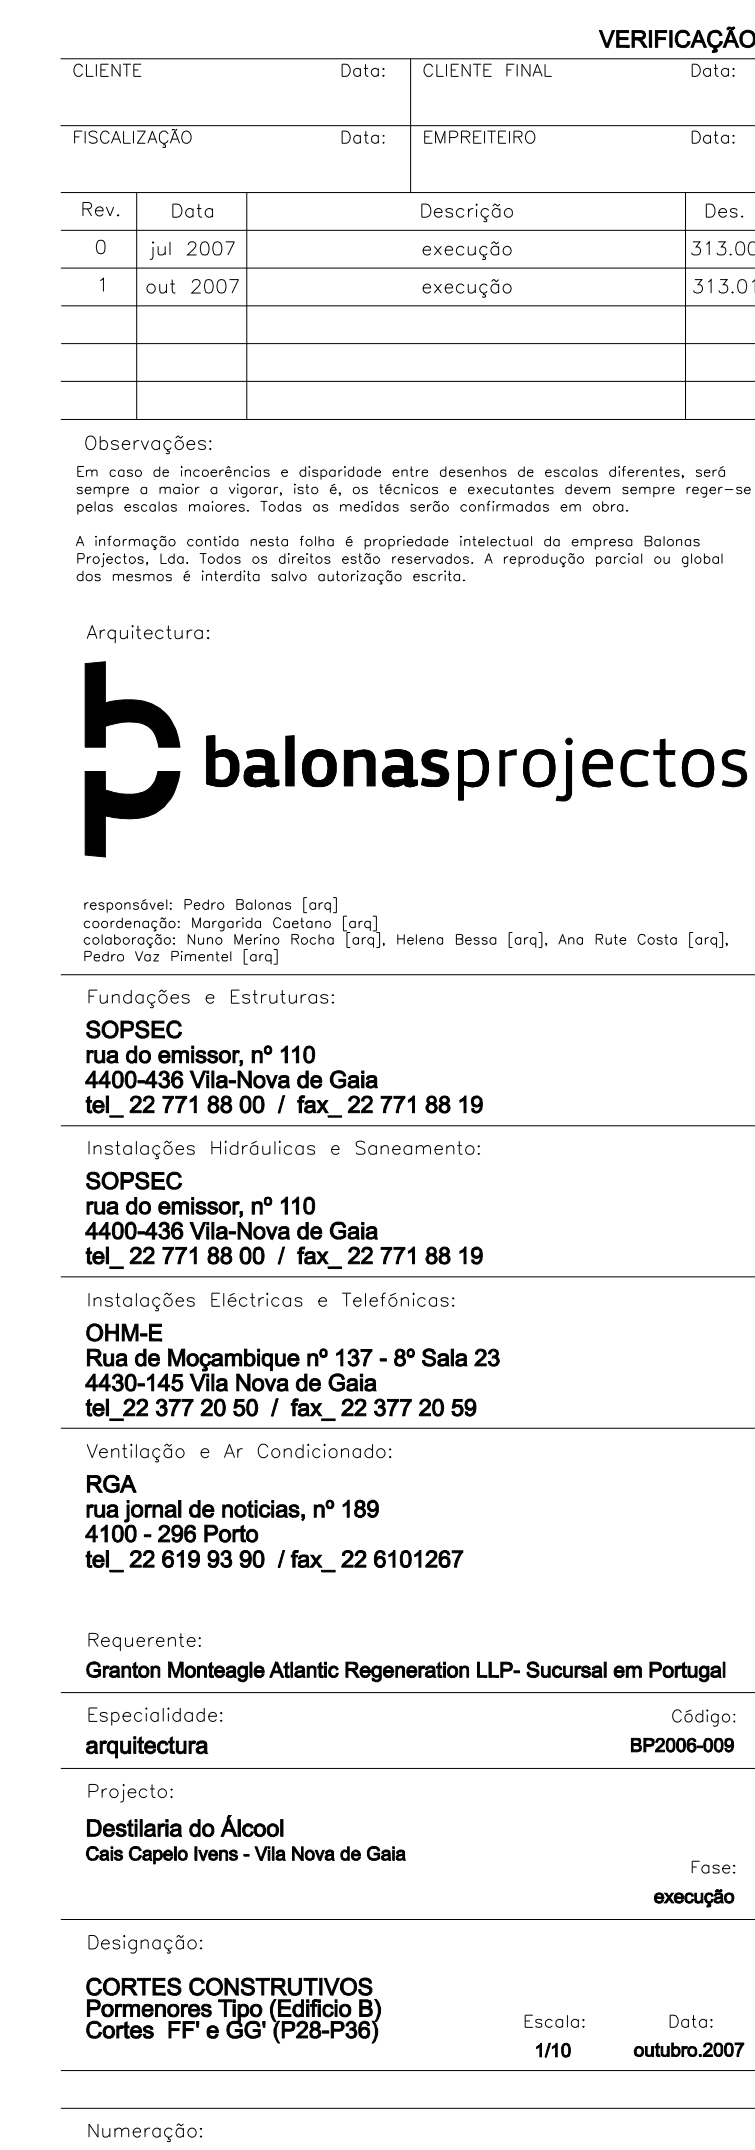 VERIFICAÇÃO
CLIENTE Data: CLIENTE FINAL Data:
FISCALIZAÇÃO Data: EMPREITEIRO Data:
Rev. Data Descrição Des.
0 jul 2007 execução 313.00
1 out 2007 execução 313.01
Observações:
Em caso de incoerências e disparidade entre desenhos de escalas diferentes, será
sempre a maior a vigorar, isto é, os técnicos e executantes devem sempre reger-se
pelas escalas maiores. Todas as medidas serão confirmadas em obra.
A informação contida nesta folha é propriedade intelectual da empresa Balonas
Projectos, Lda. Todos os direitos estão reservados. A reprodução parcial ou global
dos mesmos é interdita salvo autorização escrita.
Arquitectura:
balonasprojectos
responsável: Pedro Balonas [arq]
coordenação: Margarida Caetano [arq]
colaboração: Nuno Merino Rocha [arq], Helena Bessa [arq], Ana Rute Costa [arq],
Pedro Vaz Pimentel [arq]
Fundações e Estruturas:
SOPSEC
rua do emissor, nº 110
4400-436 Vila-Nova de Gaia
tel_ 22 771 88 00 / fax_ 22 771 88 19
Instalações Hidráulicas e Saneamento:
SOPSEC
rua do emissor, nº 110
4400-436 Vila-Nova de Gaia
tel_ 22 771 88 00 / fax_ 22 771 88 19
Instalações Eléctricas e Telefónicas:
OHM-E
Rua de Moçambique nº 137 - 8º Sala 23
4430-145 Vila Nova de Gaia
tel_22 377 20 50 / fax_ 22 377 20 59
Ventilação e Ar Condicionado:
RGA
rua jornal de noticias, nº 189
4100 - 296 Porto
tel_ 22 619 93 90 / fax_ 22 6101267
Requerente:
Granton Monteagle Atlantic Regeneration LLP- Sucursal em Portugal
Especialidade: Código:
arquitectura BP2006-009
Projecto:
Destilaria do Álcool
Cais Capelo Ivens - Vila Nova de Gaia
Fase:
execução
Designação:
CORTES CONSTRUTIVOS
Pormenores Tipo (Edificio B)
Cortes FF' e GG' (P28-P36)
Escala: Data:
1/10 outubro.2007
Numeração: